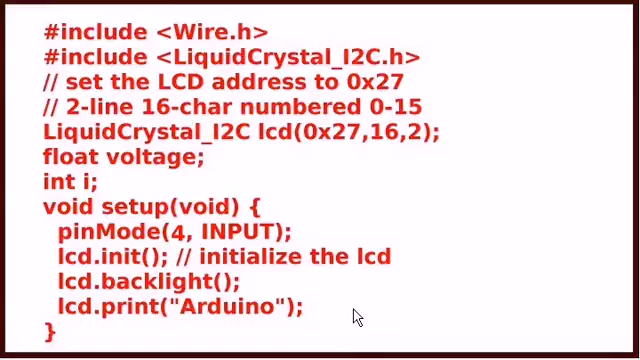 #include <Wire.h>
#include <LiquidCrystal_I2C.h>
// set the LCD address to 0x27
// 2-line 16-char numbered 0-15
LiquidCrystal_I2C lcd(0x27,16,2);
float voltage;
int i;
void setup(void) {
  pinMode(4, INPUT);
  lcd.init(); // initialize the lcd
  lcd.backlight();
  lcd.print("Arduino");
}